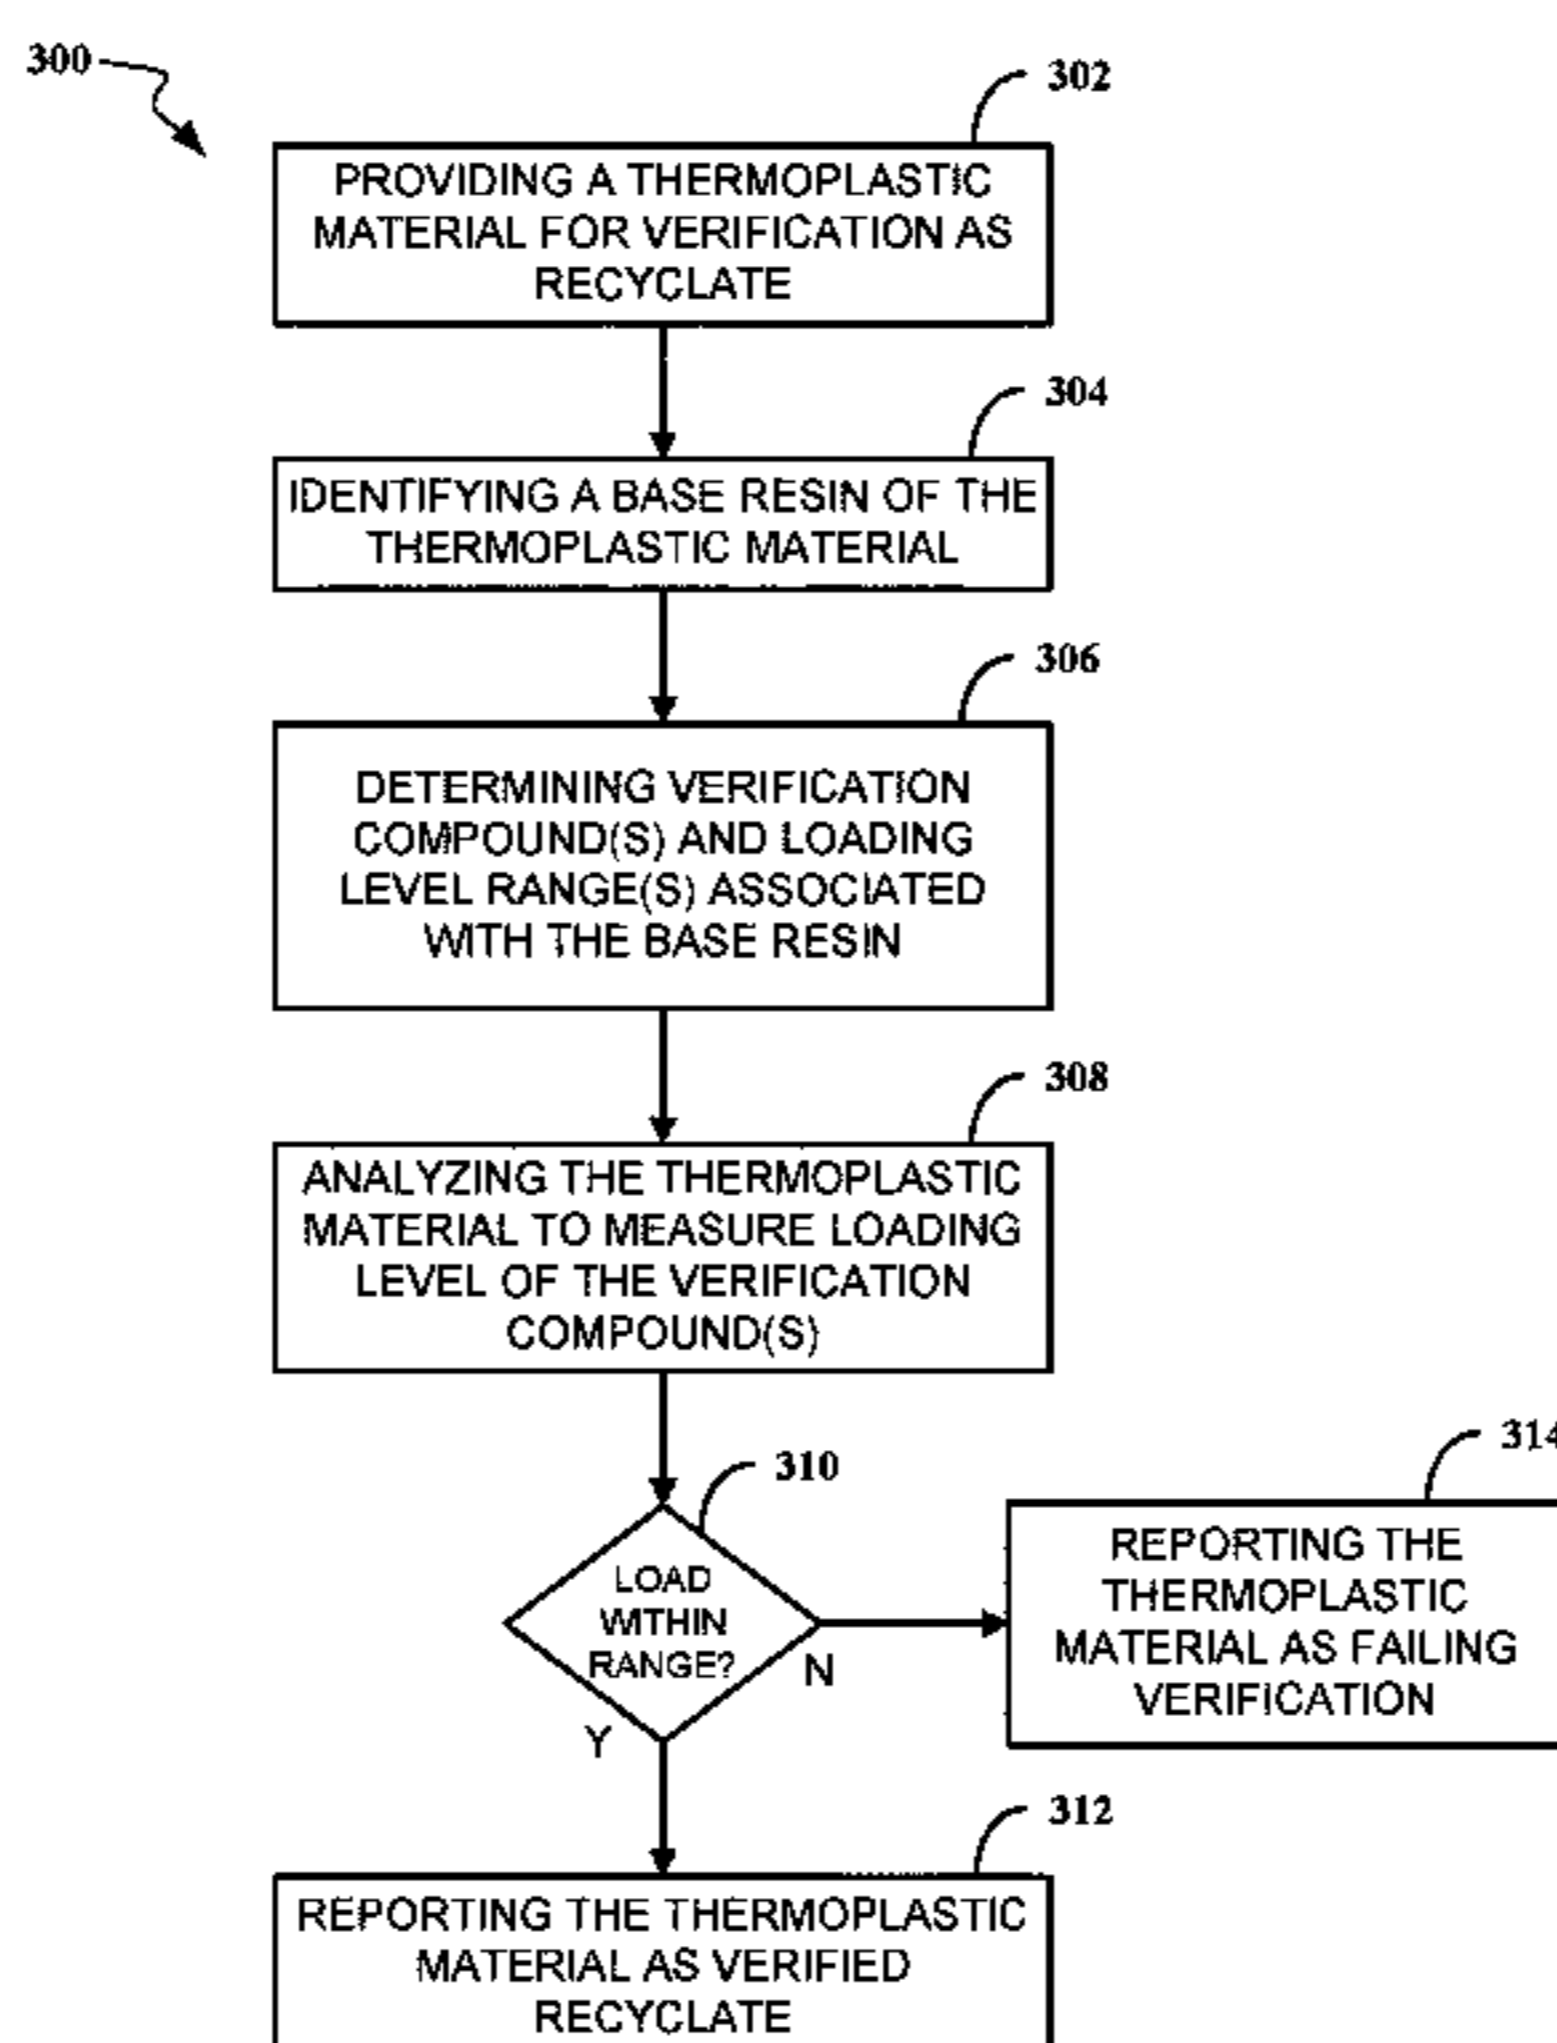 300
302
PROVIDING A THERMOPLASTIC
MATERIAL FOR VERIFICATION AS
RECYCLATE
304
IDENTIFYING A BASE RESIN OF THE
THERMOPLASTIC MATERIAL
306
DETERMINING VERIFICATION
COMPOUND(S) AND LOADING
LEVEL RANGE(S) ASSOCIATED
WITH THE BASE RESIN
308
ANALYZING THE THERMOPLASTIC
MATERIAL TO MEASURE LOADING
LEVEL OF THE VERIFICATION
COMPOUND(S)
310
LOAD
WITHIN
RANGE?
N
Y
314
REPORTING THE
THERMOPLASTIC
MATERIAL AS FAILING
VERIFICATION
312
REPORTING THE THERMOPLASTIC
MATERIAL AS VERIFIED
RECYCLATE